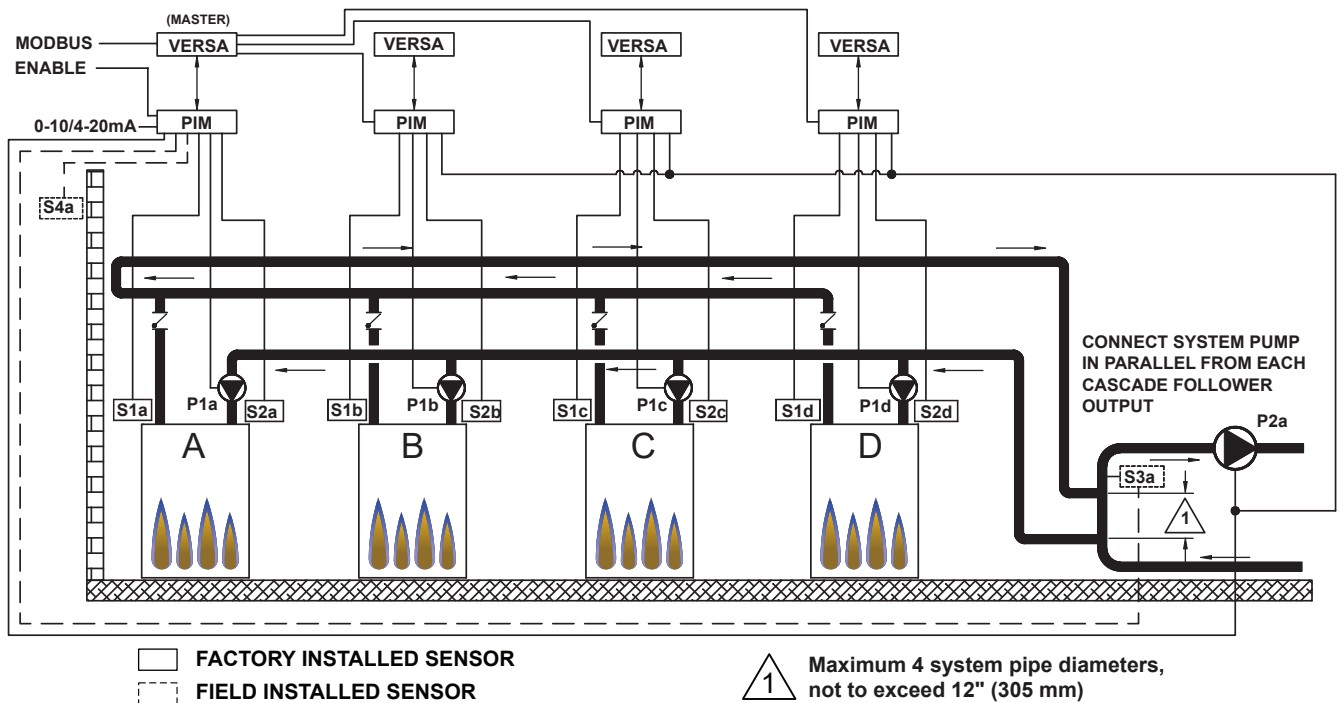 (MASTER)
MODBUS
VERSA
VERSA
VERSA
VERSA
ENABLE
0-10/4-20mA
PIM
PIM
PIM
PIM
S4a
CONNECT SYSTEM PUMP
IN PARALLEL FROM EACH
CASCADE FOLLOWER
OUTPUT
S1a
P1a
S2a
S1b
P1b
S2b
S1c
P1c
S2c
S1d
P1d
S2d
P2a
A
B
C
D
S3a
1
FACTORY INSTALLED SENSOR
FIELD INSTALLED SENSOR
1
Maximum 4 system pipe diameters,
not to exceed 12" (305 mm)